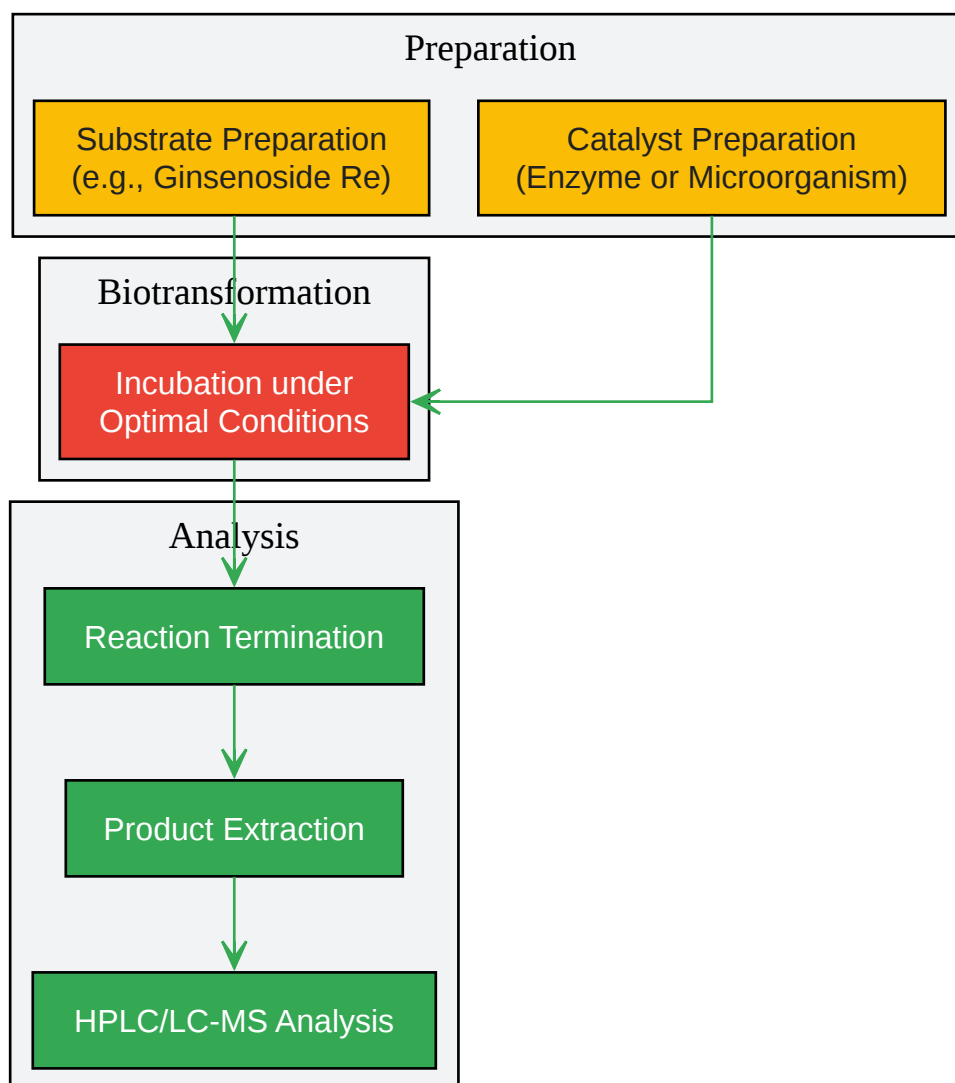 Preparation
Substrate Preparation
(e.g., Ginsenoside Re)
Catalyst Preparation
(Enzyme or Microorganism)
Biotransformation
Incubation under
Optimal Conditions
Analysis
Reaction Termination
Product Extraction
HPLC/LC-MS Analysis